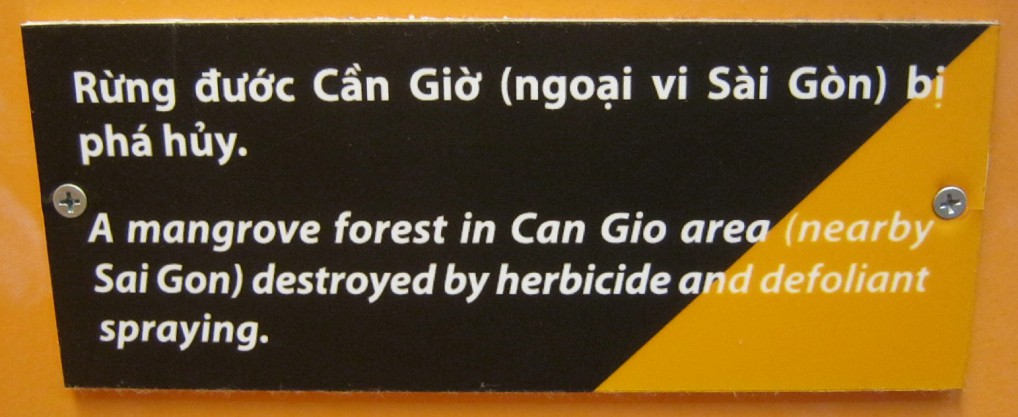 Rừng đước Cần Giờ (ngoại vi Sài Gòn) bị
phá hủy.
A mangrove forest in Can Gio area (nearby
Sai Gon) destroyed by herbicide and defoliant
spraying.